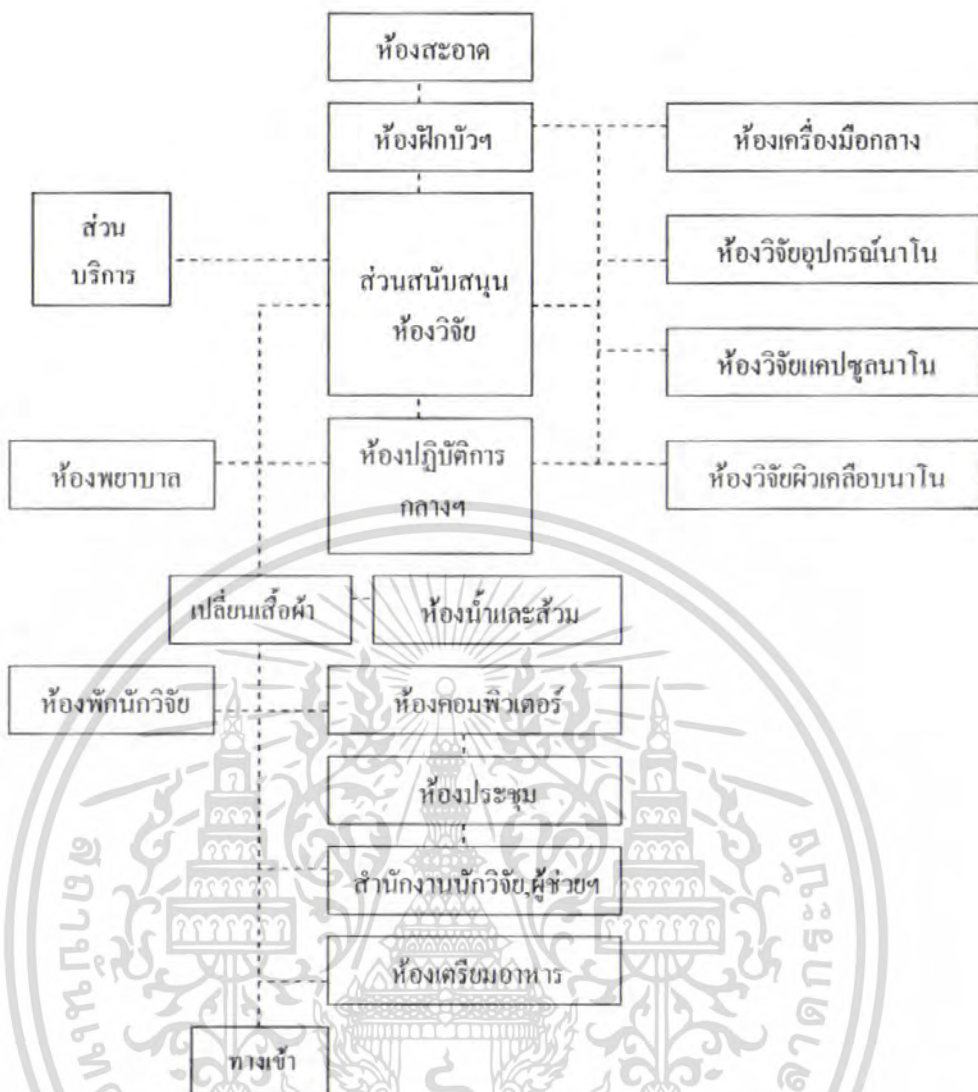 ห้องสะอาด
ห้องฝักบัวฯ
ห้องเครื่องมือกลาง
ส่วน
บริการ
ส่วนสนับสนุน
ห้องวิจัย
ห้องวิจัยอุปกรณ์นาโน
ห้องวิจัยแคปซูลนาโน
ห้องพยาบาล
ห้องปฏิบัติการ
กลางฯ
ห้องวิจัยผิวเคลือบนาโน
เปลี่ยนเสื้อผ้า
ห้องน้ำและส้วม
ห้องพักนักวิจัย
ห้องคอมพิวเตอร์
ห้องประชุม
สำนักงานนักวิจัย,ผู้ช่วยฯ
ห้องเตรียมอาหาร
ทางเข้า